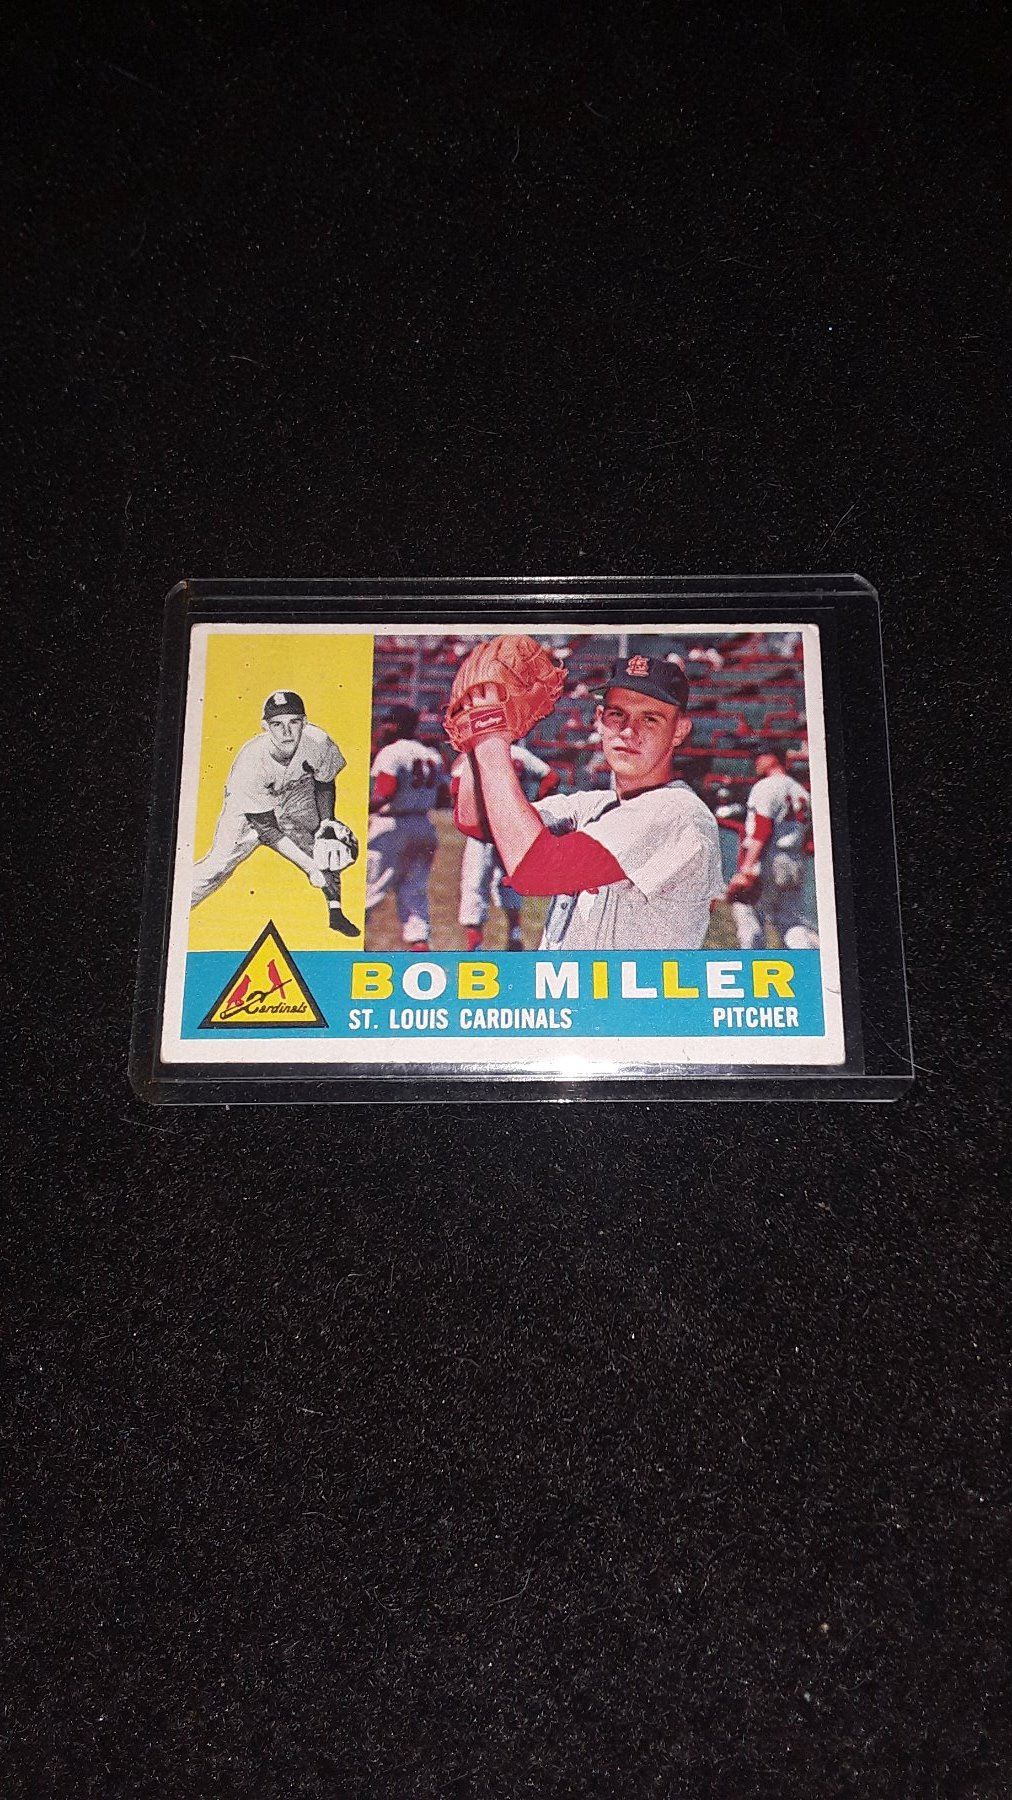 Cardinals
BOB MILLER
ST. LOUIS CARDINALS PITCHER